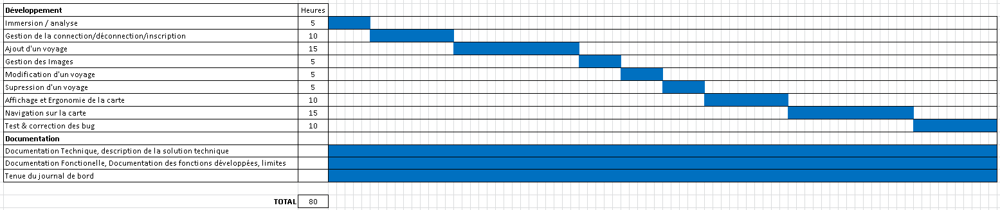 Développement Heures
Immersion / analyse 5
Gestion de la connection/déconnection/inscription 10
Ajout d'un voyage 15
Gestion des Images 5
Modification d'un voyage 5
Supression d'un voyage 5
Affichage et Ergonomie de la carte 10
Navigation sur la carte 15
Test & correction des bug 10
Documentation
Documentation Technique, description de la solution technique
Documentation Fonctionelle, Documentation des fonctions développées, limites
Tenue du journal de bord
TOTAL 80